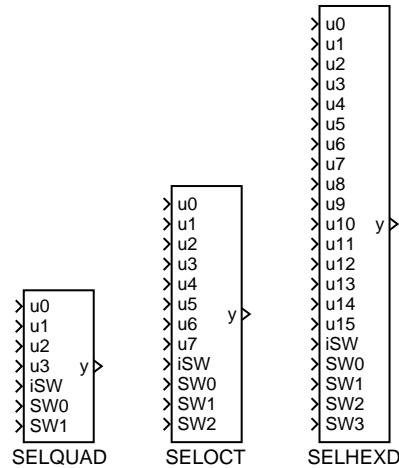 u0
u1
u2
u3
iSW
SW0
SW1
y
SELQUAD
u0
u1
u2
u3
u4
u5
u6
u7
iSW
SW0
SW1
SW2
y
SELOCT
u0
u1
u2
u3
u4
u5
u6
u7
u8
u9
u10
u11
u12
u13
u14
u15
iSW
SW0
SW1
SW2
SW3
y
SELHEXD